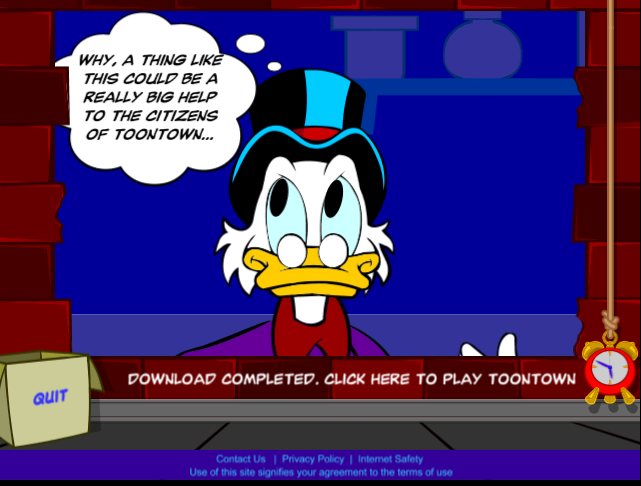 WHY, A THING LIKE
THIS COULD BE A
REALLY BIG HELP
TO THE CITIZENS
OF TOONTOWN...
QUIT
DOWNLOAD COMPLETED. CLICK HERE TO PLAY TOONTOWN
Contact Us | Privacy Policy | Internet Safety
Use of this site signifies your agreement to the terms of use